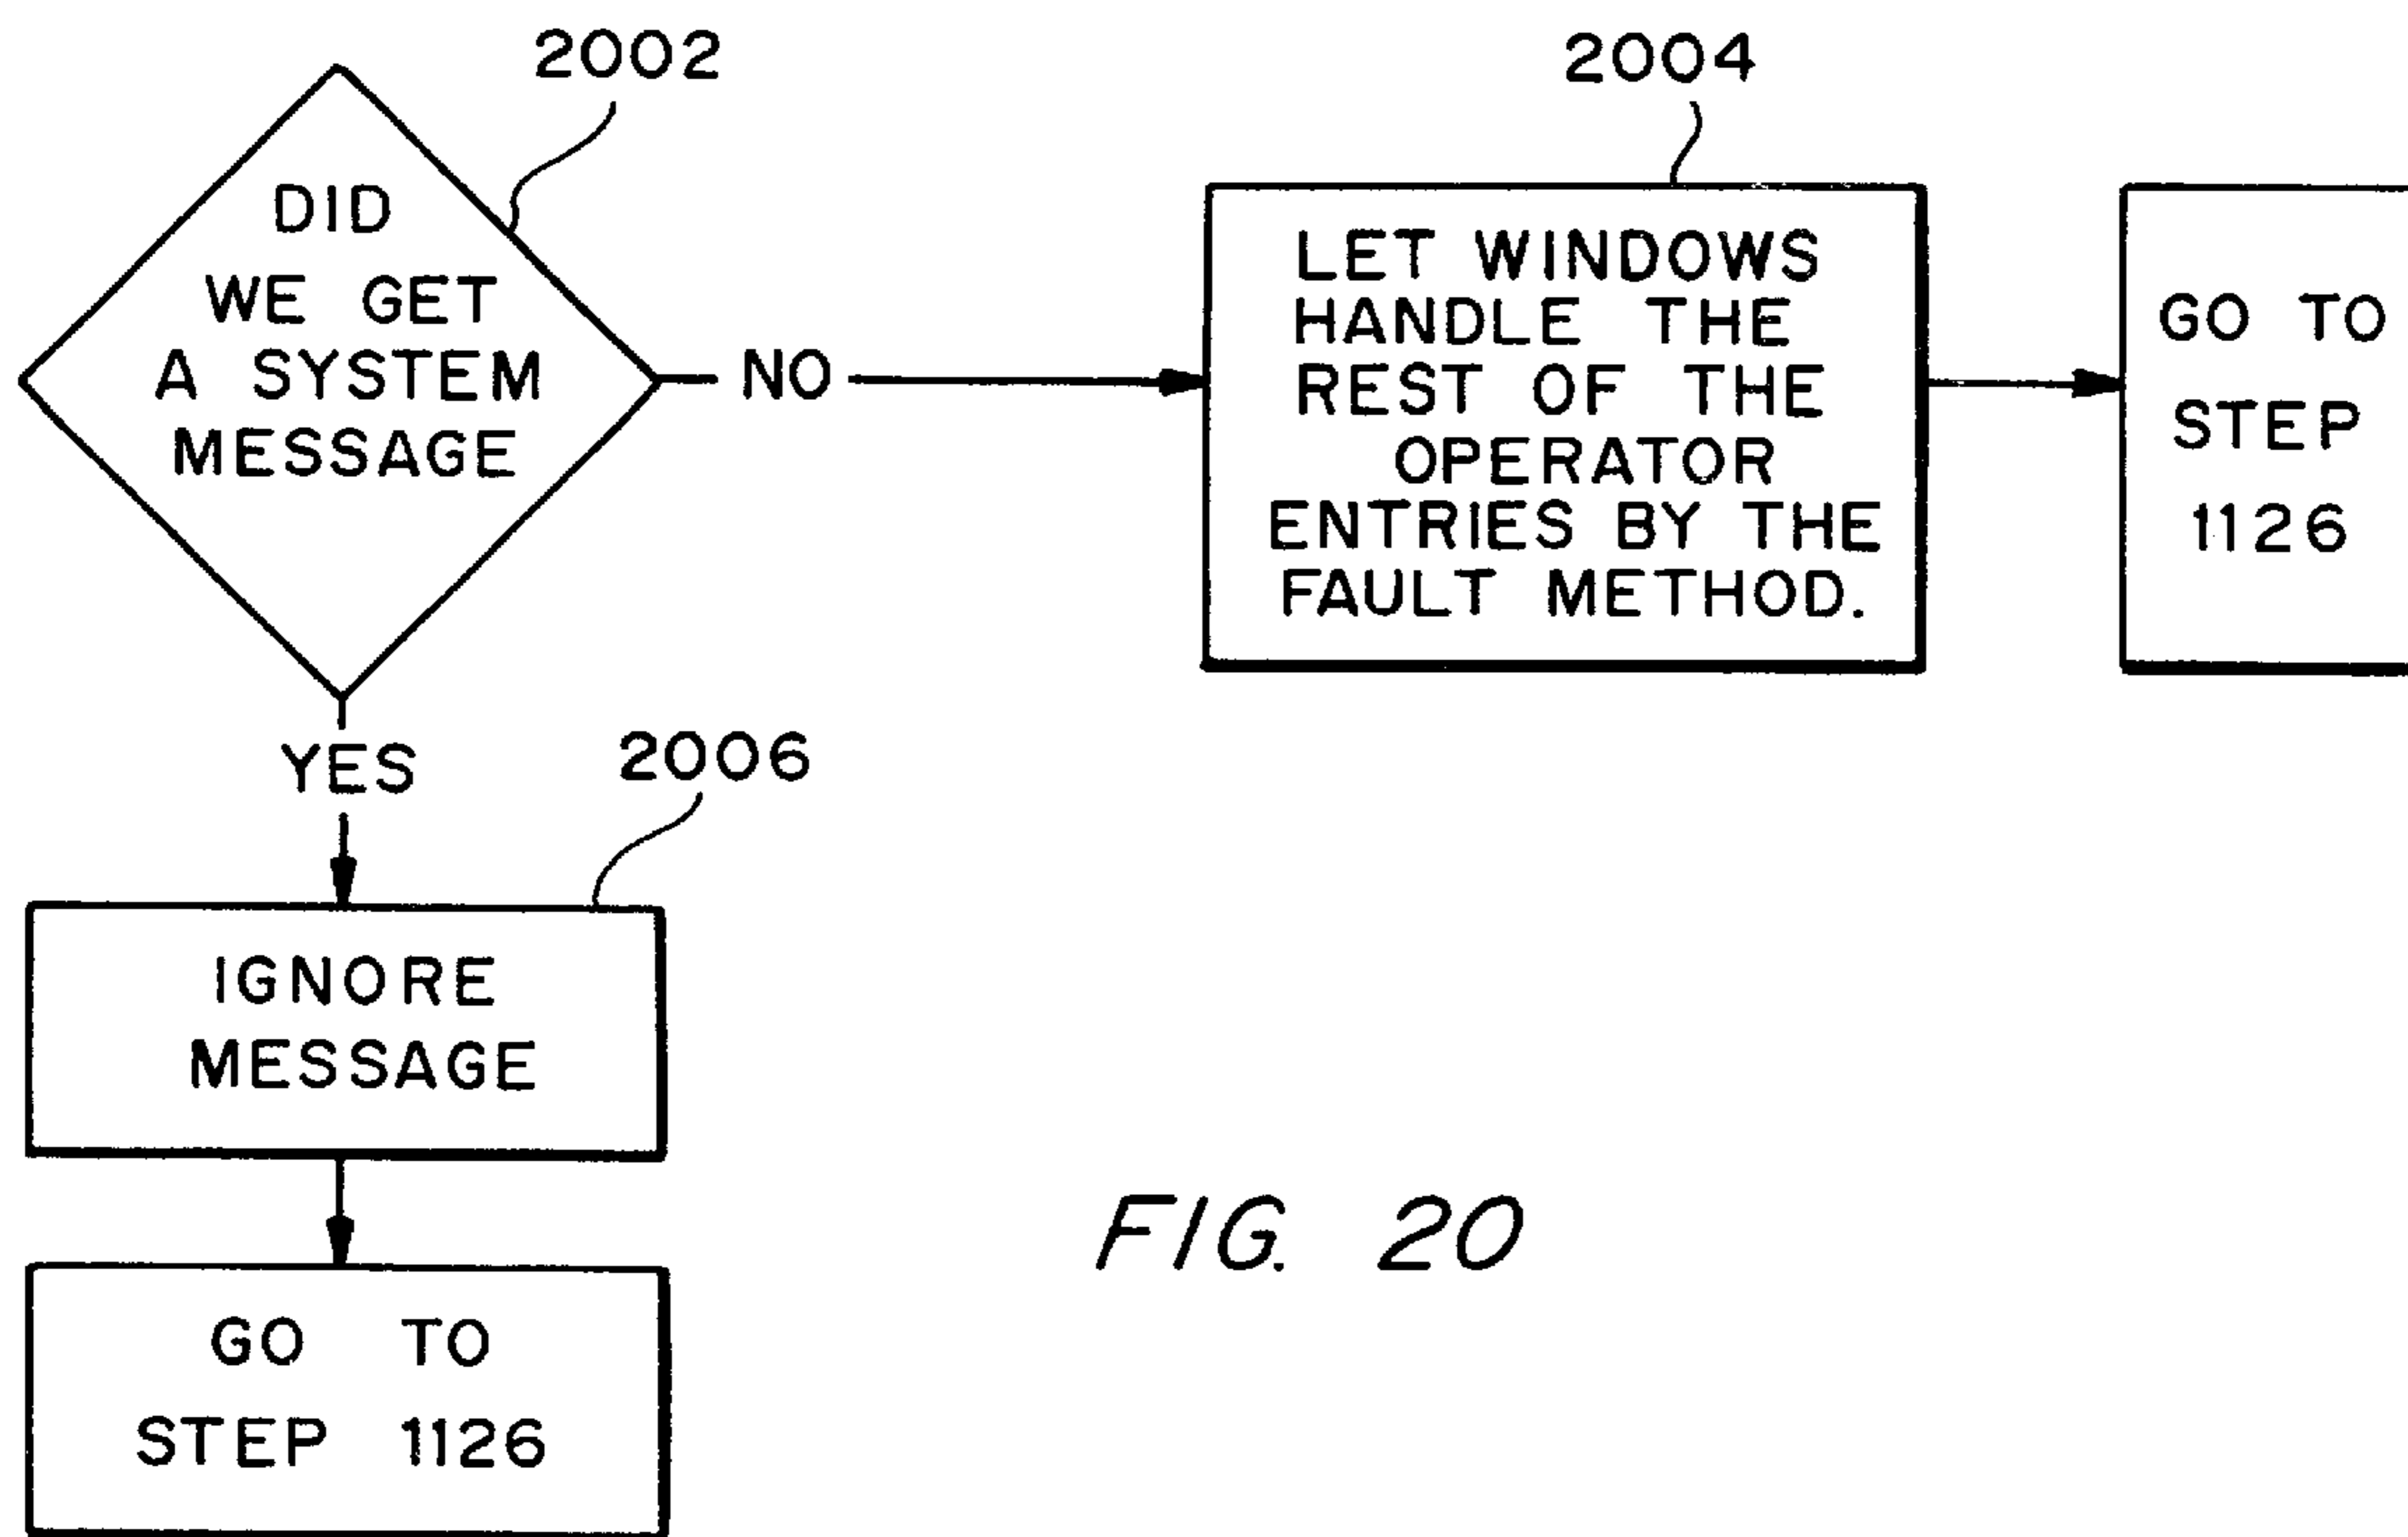 2002
DID
WE GET
A SYSTEM
MESSAGE
NO
2004
LET WINDOWS
HANDLE THE
REST OF THE
OPERATOR
ENTRIES BY THE
FAULT METHOD.
GO TO
STEP
1126
YES
2006
IGNORE
MESSAGE
GO TO
STEP 1126
FIG. 20